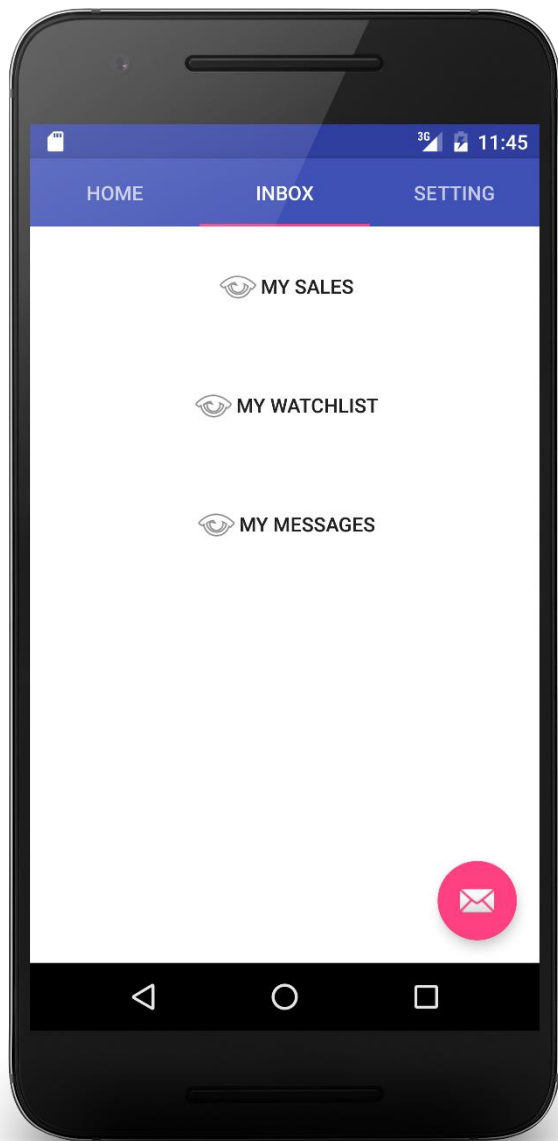 3G 11:45
HOME INBOX SETTING
MY SALES
MY WATCHLIST
MY MESSAGES